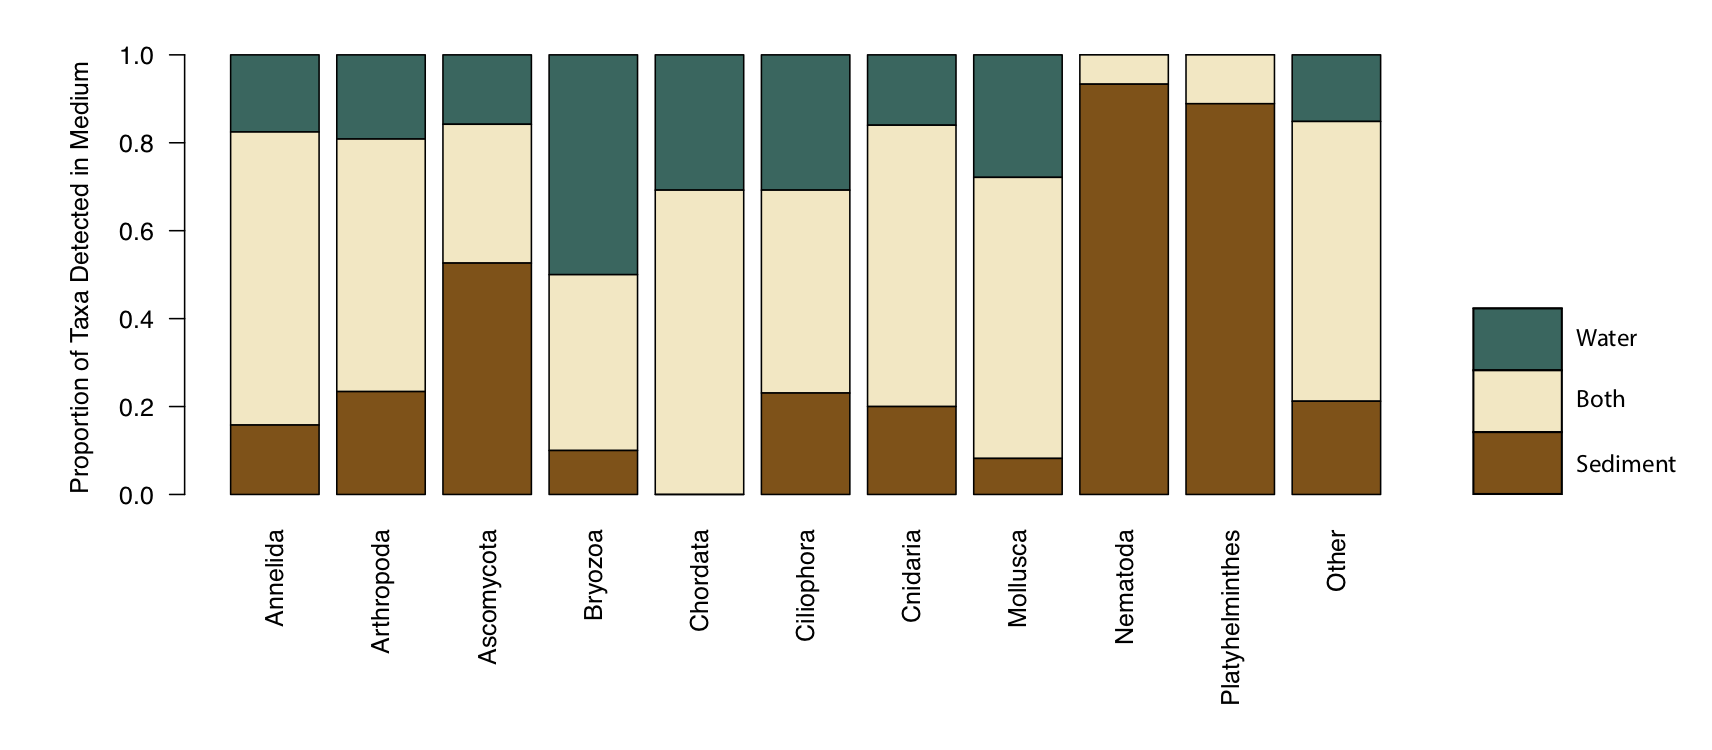 Proportion of Taxa Detected in Medium
1.0
0.8
0.6
0.4
0.2
0.0
Annelida
Arthropoda
Ascomycota
Bryozoa
Chordata
Ciliophora
Cnidaria
Mollusca
Nematoda
Platyhelminthes
Other
Water
Both
Sediment